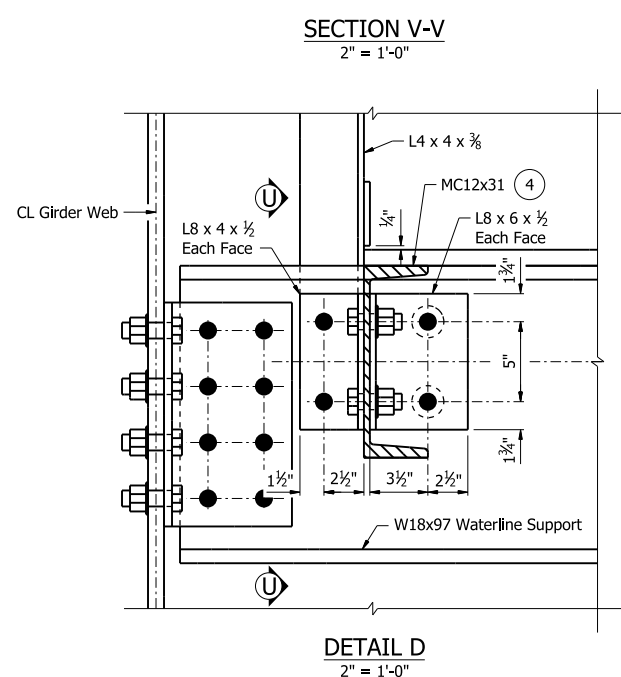 SECTION V-V
2" = 1'-0"
L4 x 4 x ⅜
U
MC12x31 4
CL Girder Web
L8 x 4 x ½
Each Face
¼"
L8 x 6 x ½
Each Face
1¾"
5"
1¾"
1½" 2½" 3½" 2½"
W18x97 Waterline Support
U
DETAIL D
2" = 1'-0"